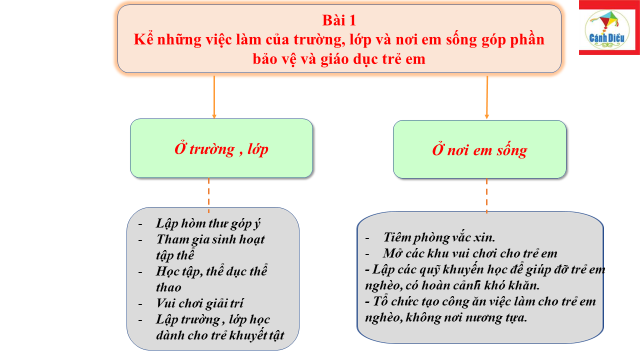 Bài 1
Kể những việc làm của trường, lớp và nơi em sống góp phần
bảo vệ và giáo dục trẻ em
Cánh Diều
Ở trường , lớp
Ở nơi em sống
- Lập hòm thư góp ý
- Tham gia sinh hoạt
tập thể
- Học tập, thể dục thể
thao
- Vui chơi giải trí
- Lập trường , lớp học
dành cho trẻ khuyết tật
- Tiêm phòng vắc xin.
- Mở các khu vui chơi cho trẻ em
- Lập các quỹ khuyến học để giúp đỡ trẻ em
nghèo, có hoàn cảnh khó khăn.
- Tổ chức tạo công ăn việc làm cho trẻ em
nghèo, không nơi nương tựa.